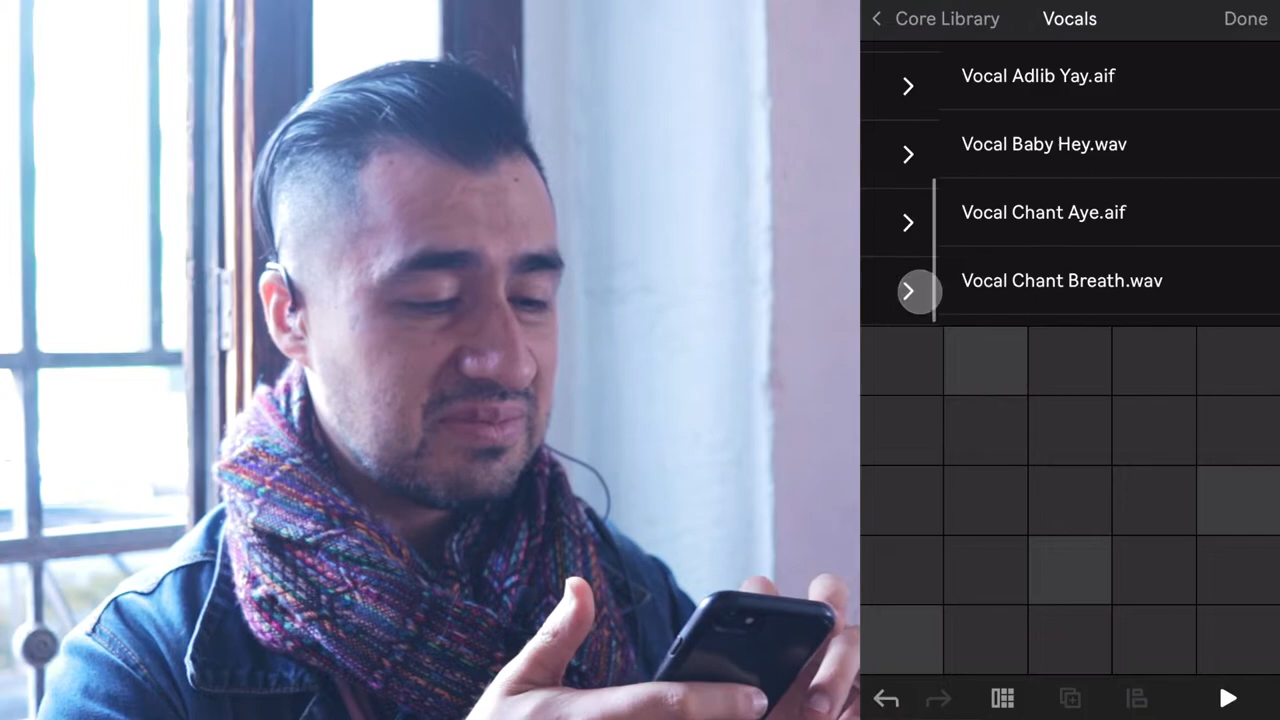 Core Library Vocals Done
Vocal Adlib Yay.aif
Vocal Baby Hey.wav
Vocal Chant Aye.aif
Vocal Chant Breath.wav